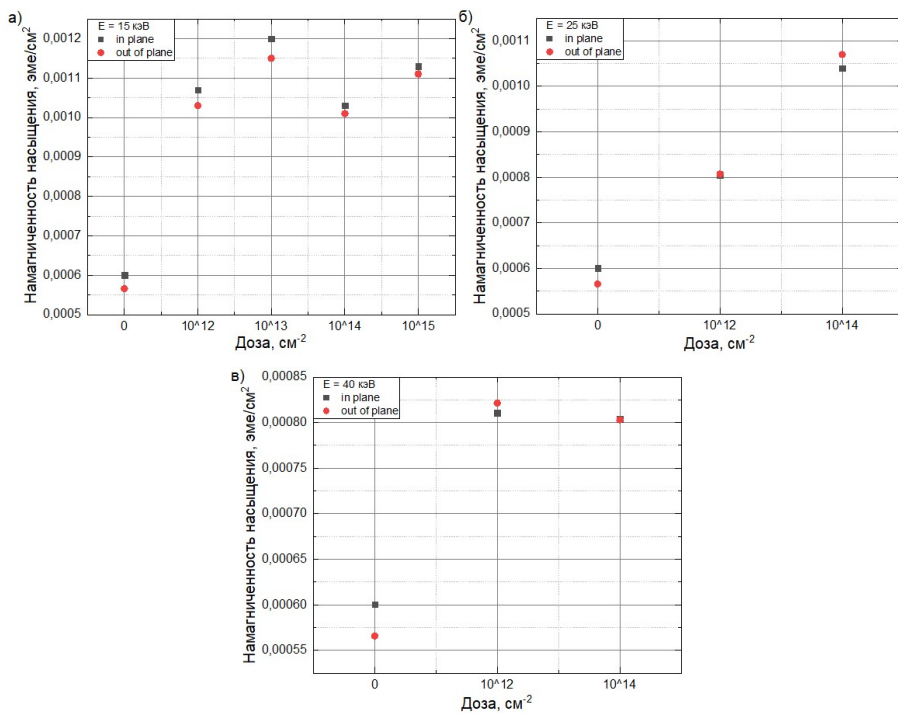 а)
E = 15 кэВ
in plane
out of plane
Намагниченность насыщения, эме/см²
0,0012
0,0011
0,0010
0,0009
0,0008
0,0007
0,0006
0,0005
0 10^12 10^13 10^14 10^15
Доза, см⁻²
б)
E = 25 кэВ
in plane
out of plane
Намагниченность насыщения, эме/см²
0,0011
0,0010
0,0009
0,0008
0,0007
0,0006
0,0005
0 10^12 10^14
Доза, см⁻²
в)
E = 40 кэВ
in plane
out of plane
Намагниченность насыщения, эме/см²
0,00085
0,00080
0,00075
0,00070
0,00065
0,00060
0,00055
0 10^12 10^14
Доза, см⁻²